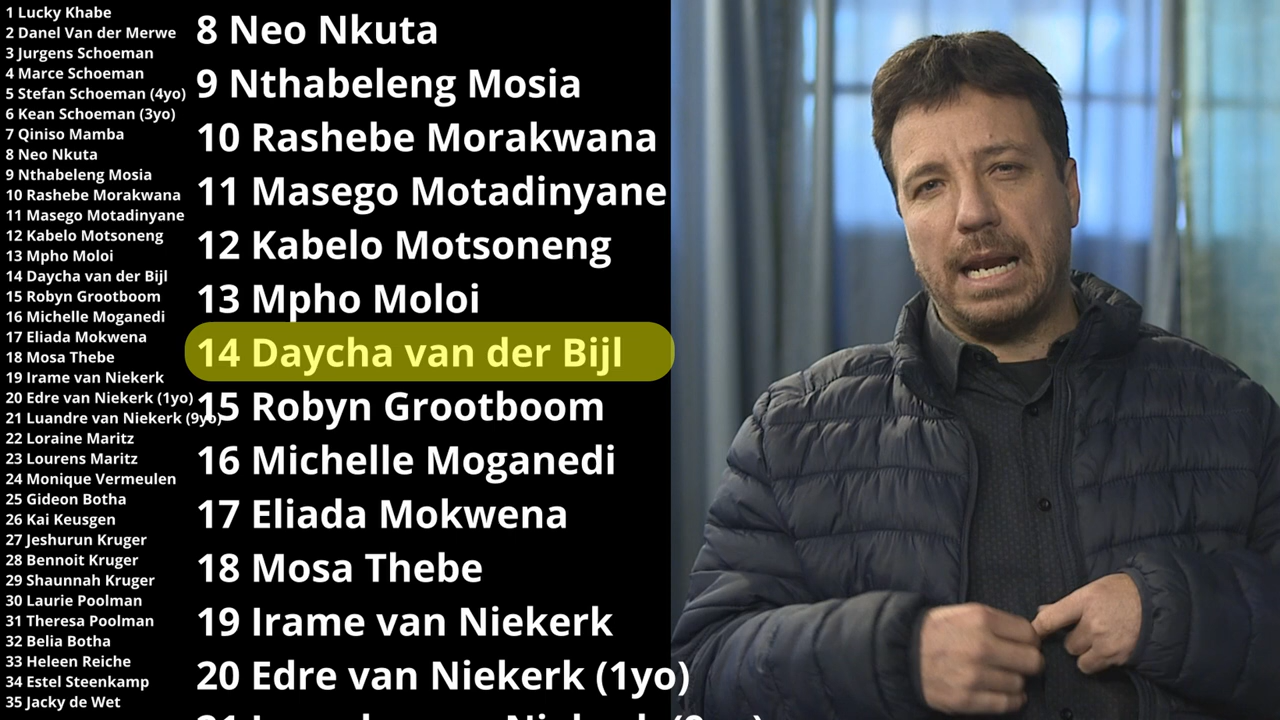 1 Lucky Khabe
2 Danel Van der Merwe
3 Jurgens Schoeman
4 Marce Schoeman
5 Stefan Schoeman (4yo)
6 Kean Schoeman (3yo)
7 Qiniso Mamba
8 Neo Nkuta
9 Nthabeleng Mosia
10 Rashebe Morakwana
11 Masego Motadinyane
12 Kabelo Motsoneng
13 Mpho Moloi
14 Daycha van der Bijl
15 Robyn Grootboom
16 Michelle Moganedi
17 Eliada Mokwena
18 Mosa Thebe
19 Irame van Niekerk
20 Edre van Niekerk (1yo)
21 Luandre van Niekerk (9yo)
22 Loraine Maritz
23 Lourens Maritz
24 Monique Vermeulen
25 Gideon Botha
26 Kai Keusgen
27 Jeshurun Kruger
28 Bennoit Kruger
29 Shaunnah Kruger
30 Laurie Poolman
31 Theresa Poolman
32 Belia Botha
33 Heleen Reiche
34 Estel Steenkamp
35 Jacky de Wet
8 Neo Nkuta
9 Nthabeleng Mosia
10 Rashebe Morakwana
11 Masego Motadinyane
12 Kabelo Motsoneng
13 Mpho Moloi
14 Daycha van der Bijl
15 Robyn Grootboom
16 Michelle Moganedi
17 Eliada Mokwena
18 Mosa Thebe
19 Irame van Niekerk
20 Edre van Niekerk (1yo)